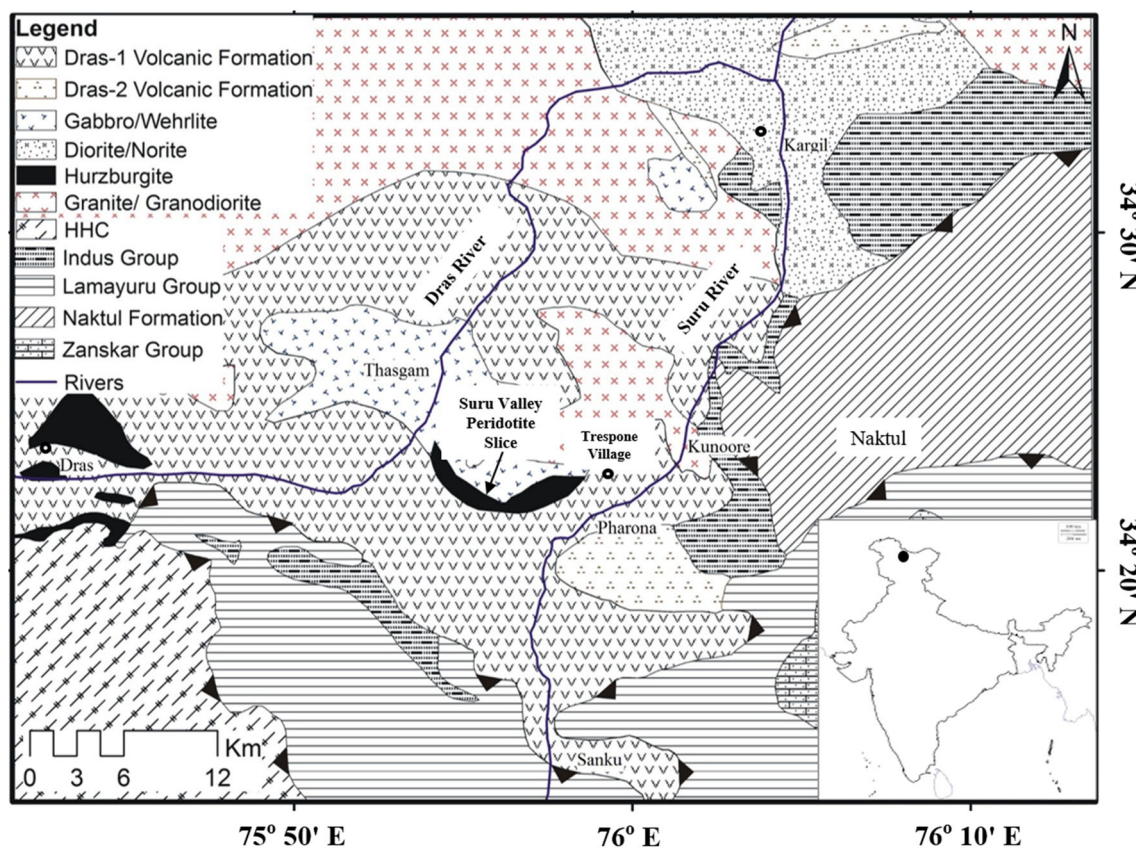 Legend
Dras-1 Volcanic Formation
Dras-2 Volcanic Formation
Gabbro/Wehrlite
Diorite/Norite
Hurzburgite
Granite/ Granodiorite
HHC
Indus Group
Lamayuru Group
Naktul Formation
Zanskar Group
Rivers
N
Kargil
Dras River
Suru River
Thasgam
Suru Valley
Peridotite
Slice
Trespone
Village
Kunoore
Naktul
Dras
Pharona
Sanku
Km
0 3 6 12
34° 30' N
34° 20' N
75° 50' E
76° E
76° 10' E